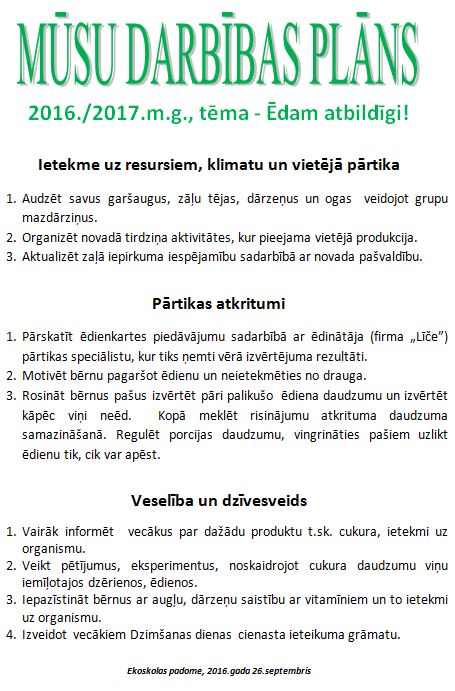 MŪSU DARBĪBAS PLĀNS
2016./2017.m.g., tēma - Ēdam atbildīgi!
Ietekme uz resursiem, klimatu un vietējā pārtika
1. Audzēt savus garšaugus, zāļu tējas, dārzeņus un ogas veidojot grupu
mazdārziņus.
2. Organizēt novadā tirdziņa aktivitātes, kur pieejama vietējā produkcija.
3. Aktualizēt zaļā iepirkuma iespējamību sadarbībā ar novada pašvaldību.
Pārtikas atkritumi
1. Pārskatīt ēdienkartes piedāvājumu sadarbībā ar ēdinātāja (firma „Līče”)
pārtikas speciālistu, kur tiks ņemti vērā izvērtējuma rezultāti.
2. Motivēt bērnu pagaršot ēdienu un neietekmēties no drauga.
3. Rosināt bērnus pašus izvērtēt pāri palikušo ēdiena daudzumu un izvērtēt
kāpēc viņi neēd. Kopā meklēt risinājumu atkrituma daudzuma
samazināšanā. Regulēt porcijas daudzumu, vingrināties pašiem uzlikt
ēdienu tik, cik var apēst.
Veselība un dzīvesveids
1. Vairāk informēt vecākus par dažādu produktu t.sk. cukura, ietekmi uz
organismu.
2. Veikt pētījumus, eksperimentus, noskaidrojot cukura daudzumu viņu
iemīļotajos dzērienos, ēdienos.
3. Iepazīstināt bērnus ar augļu, dārzeņu saistību ar vitamīniem un to ietekmi
uz organismu.
4. Izveidot vecākiem Dzimšanas dienas cienasta ieteikuma grāmatu.
Ekoskolas padome, 2016.gada 26.septembris